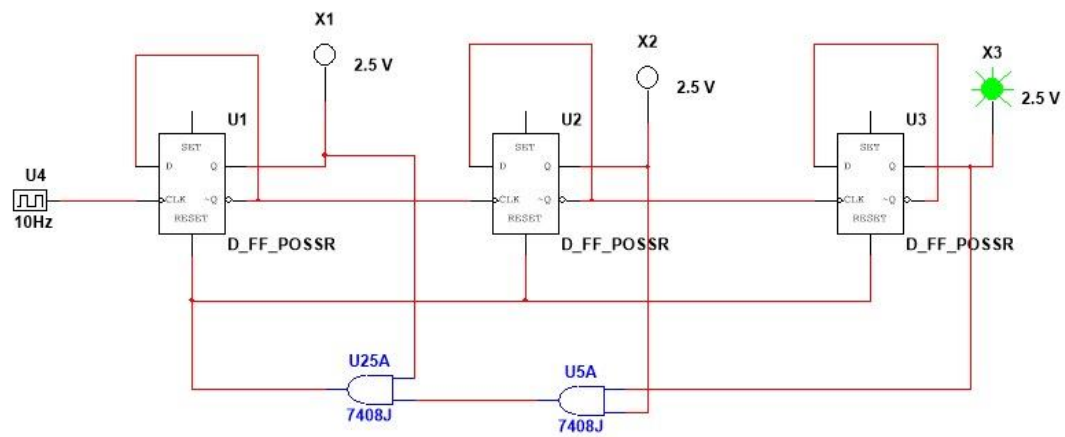 X1
2.5 V
X2
2.5 V
X3
2.5 V
U4
10Hz
U1
SET
D Q
CLK ~Q
RESET
D_FF_POSSR
U2
SET
D Q
CLK ~Q
RESET
D_FF_POSSR
U3
SET
D Q
CLK ~Q
RESET
D_FF_POSSR
U25A
7408J
U5A
7408J